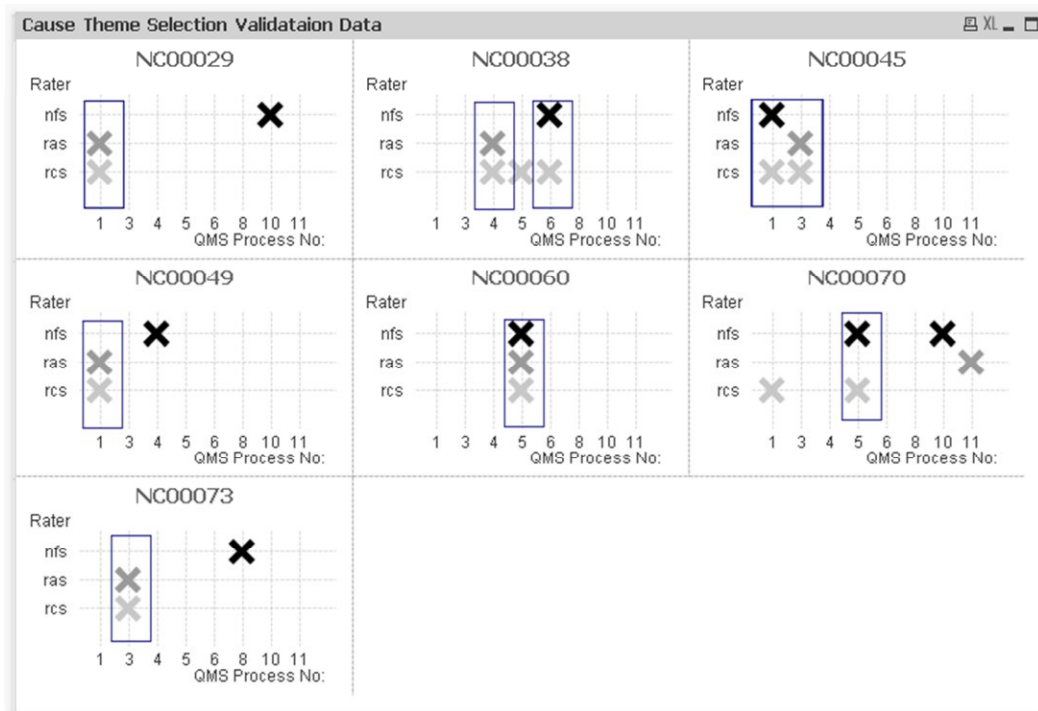 Cause Theme Selection Validataion Data XL
NC00029 NC00038 NC00045
Rater Rater Rater
nfs nfs nfs
ras ras ras
rcs rcs rcs
1 3 4 5 6 8 10 11 1 3 4 5 6 8 10 11 1 3 4 5 6 8 10 11
QMS Process No: QMS Process No: QMS Process No:
NC00049 NC00060 NC00070
Rater Rater Rater
nfs nfs nfs
ras ras ras
rcs rcs rcs
1 3 4 5 6 8 10 11 1 3 4 5 6 8 10 11 1 3 4 5 6 8 10 11
QMS Process No: QMS Process No: QMS Process No:
NC00073
Rater
nfs
ras
rcs
1 3 4 5 6 8 10 11
QMS Process No: